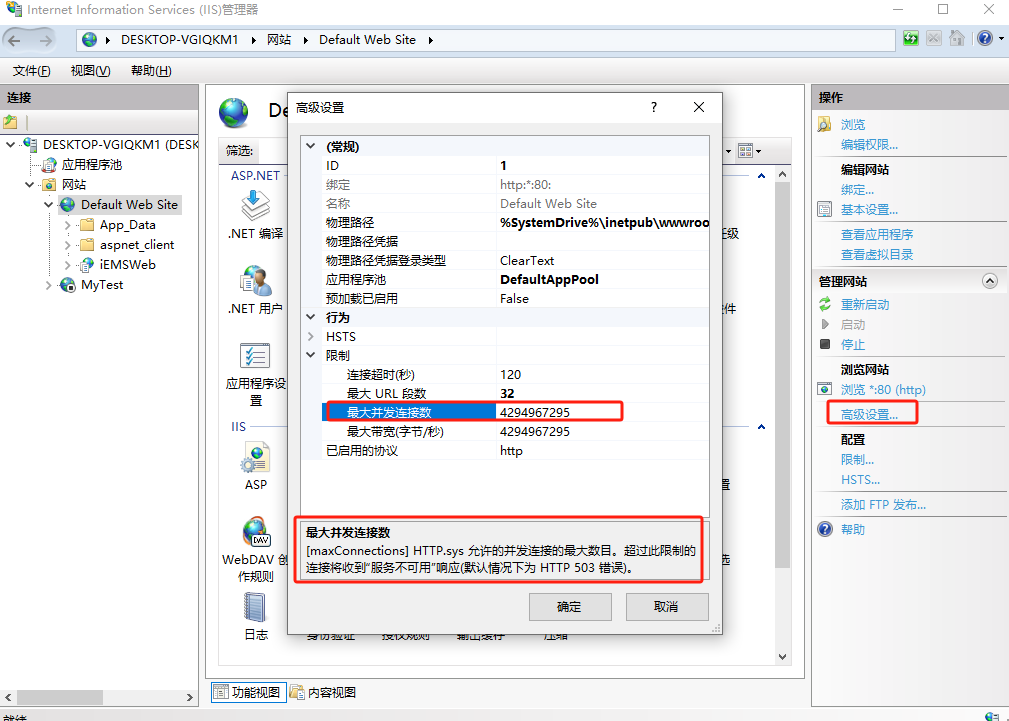 Internet Information Services (IIS)管理器
DESKTOP-VGIQKM1 网站 Default Web Site
文件(F) 视图(V) 帮助(H)
连接
DESKTOP-VGIQKM1 (DESK
应用程序池
网站
Default Web Site
App_Data
aspnet_client
iEMSWeb
MyTest
De
筛选:
ASP.NET
.NET 编译
.NET 用户
应用程序设
置
IIS
ASP
WebDAV 创
作规则
日志
身份验证 授权规则 输出缓存 压缩
功能视图 内容视图
高级设置
?
(常规)
ID 1
绑定 http:*:80:
名称 Default Web Site
物理路径 %SystemDrive%\inetpub\wwwroo
物理路径凭据
物理路径凭据登录类型 ClearText
应用程序池 DefaultAppPool
预加载已启用 False
行为
HSTS
限制
连接超时(秒) 120
最大 URL 段数 32
最大并发连接数 4294967295
最大带宽(字节/秒) 4294967295
已启用的协议 http
最大并发连接数
[maxConnections] HTTP.sys 允许的并发连接的最大数目。超过此限制的
连接将收到“服务不可用”响应(默认情况下为 HTTP 503 错误)。
确定 取消
操作
浏览
编辑权限...
编辑网站
绑定...
基本设置...
查看应用程序
查看虚拟目录
管理网站
重新启动
启动
停止
浏览网站
浏览 *:80 (http)
高级设置...
配置
限制...
HSTS...
添加 FTP 发布...
帮助
就绪